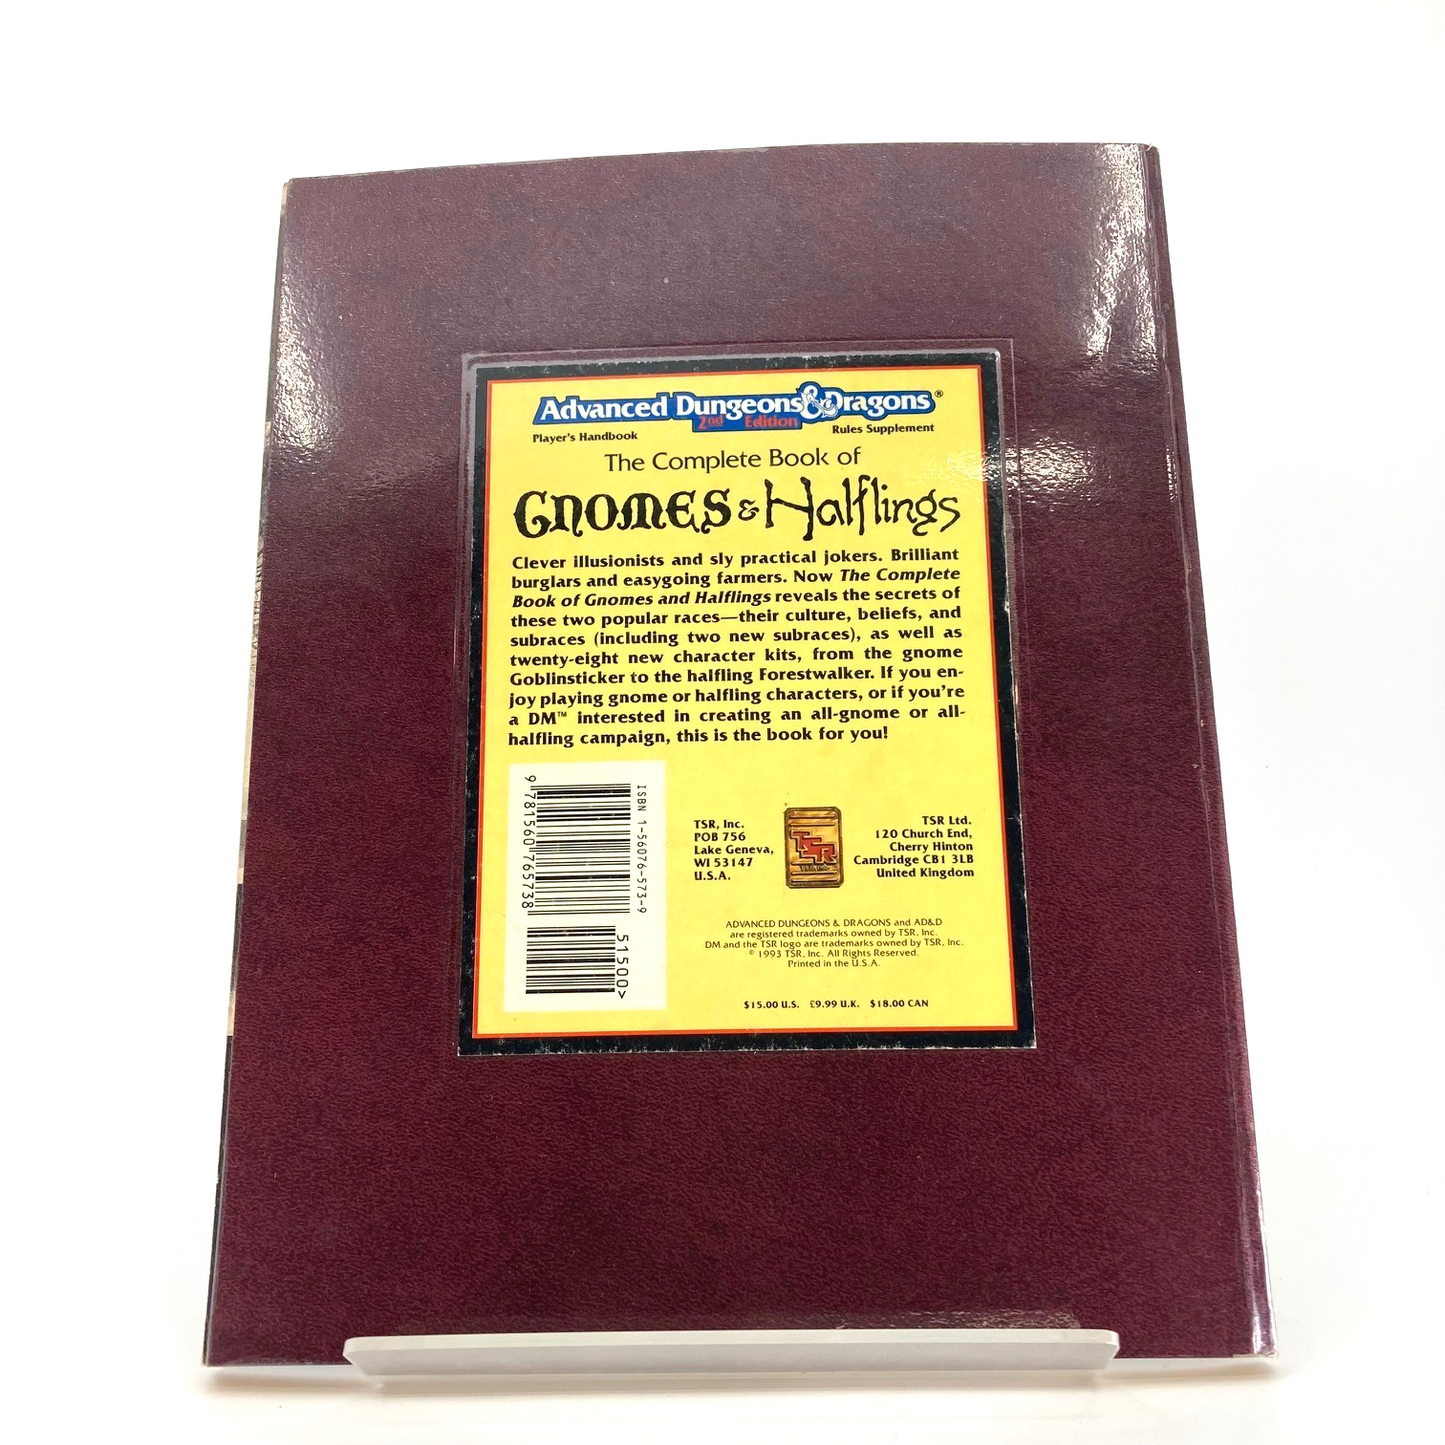 Advanced Dungeons & Dragons®
2nd Edition
Player's Handbook
Rules Supplement
The Complete Book of
GNOMES & Halflings
Clever illusionists and sly practical jokers. Brilliant
burglars and easygoing farmers. Now The Complete
Book of Gnomes and Halflings reveals the secrets of
these two popular races—their culture, beliefs, and
subraces (including two new subraces), as well as
twenty-eight new character kits, from the gnome
Goblinsticker to the halfling Forestwalker. If you en-
joy playing gnome or halfling characters, or if you're
a DM™ interested in creating an all-gnome or all-
halfling campaign, this is the book for you!
ISBN 1-56076-573-9
9 781560 765738
51500>
TSR, Inc.
POB 756
Lake Geneva,
WI 53147
U.S.A.
TSR
TSR Ltd.
120 Church End,
Cherry Hinton
Cambridge CB1 3LB
United Kingdom
ADVANCED DUNGEONS & DRAGONS and AD&D
are registered trademarks owned by TSR, Inc.
DM and the TSR logo are trademarks owned by TSR, Inc.
© 1993 TSR, Inc. All Rights Reserved.
Printed in the U.S.A.
$15.00 U.S. £9.99 U.K. $18.00 CAN